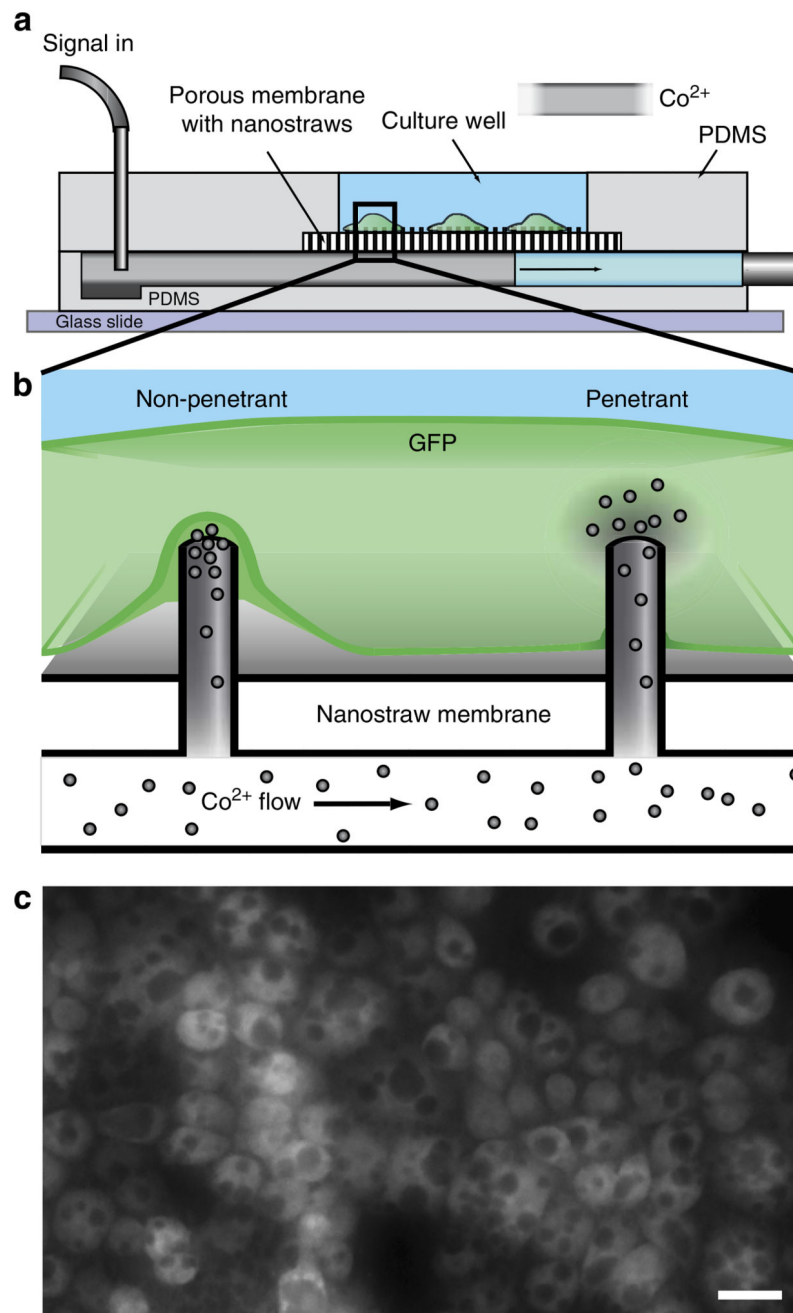 a
Signal in
Porous membrane
with nanostraws
Culture well
Co²⁺
PDMS
PDMS
Glass slide
b
Non-penetrant
Penetrant
GFP
Nanostraw membrane
Co²⁺ flow
c